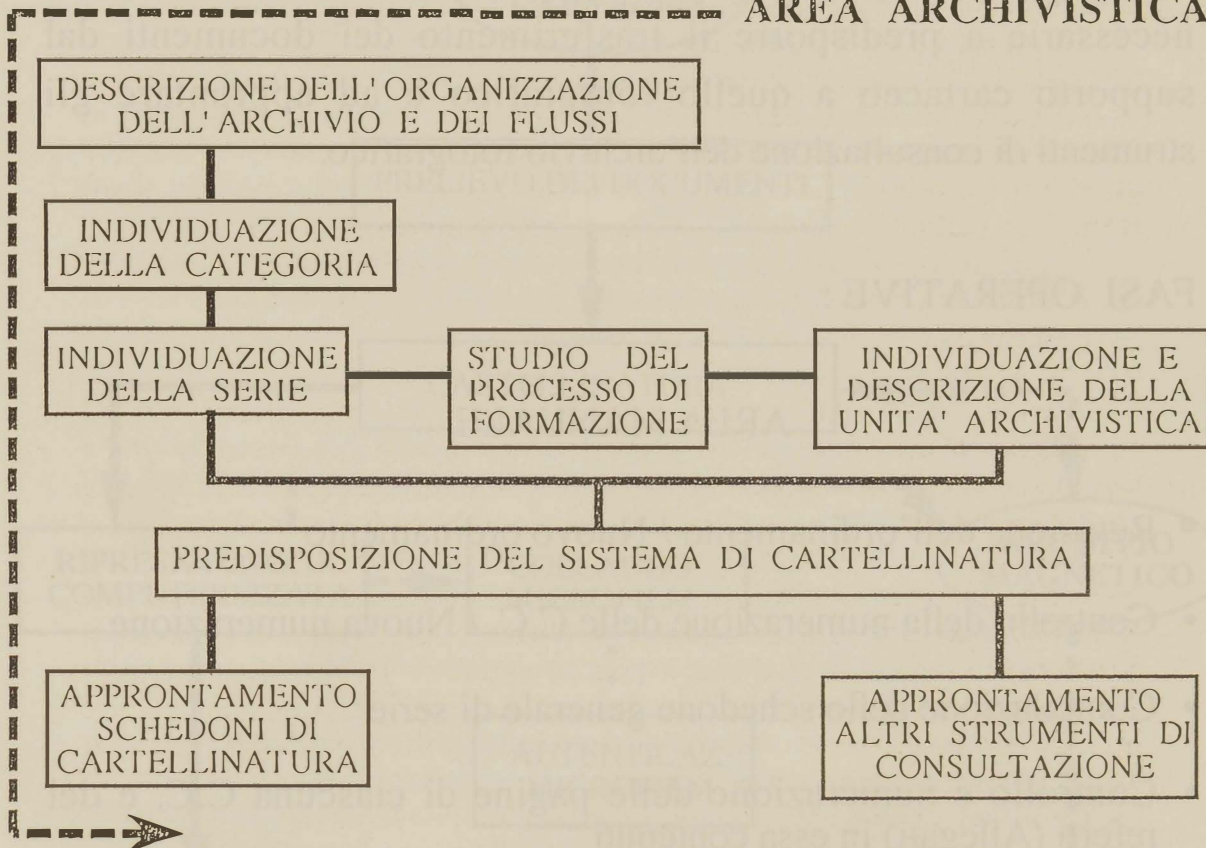 AREA ARCHIVISTICA
DESCRIZIONE DELL'ORGANIZZAZIONE
DELL'ARCHIVIO E DEI FLUSSI
INDIVIDUAZIONE
DELLA CATEGORIA
INDIVIDUAZIONE
DELLA SERIE
STUDIO DEL
PROCESSO DI
FORMAZIONE
INDIVIDUAZIONE E
DESCRIZIONE DELLA
UNITA' ARCHIVISTICA
PREDISPOSIZIONE DEL SISTEMA DI CARTELLINATURA
APPRONTAMENTO
SCHEDONI DI
CARTELLINATURA
APPRONTAMENTO
ALTRI STRUMENTI DI
CONSULTAZIONE